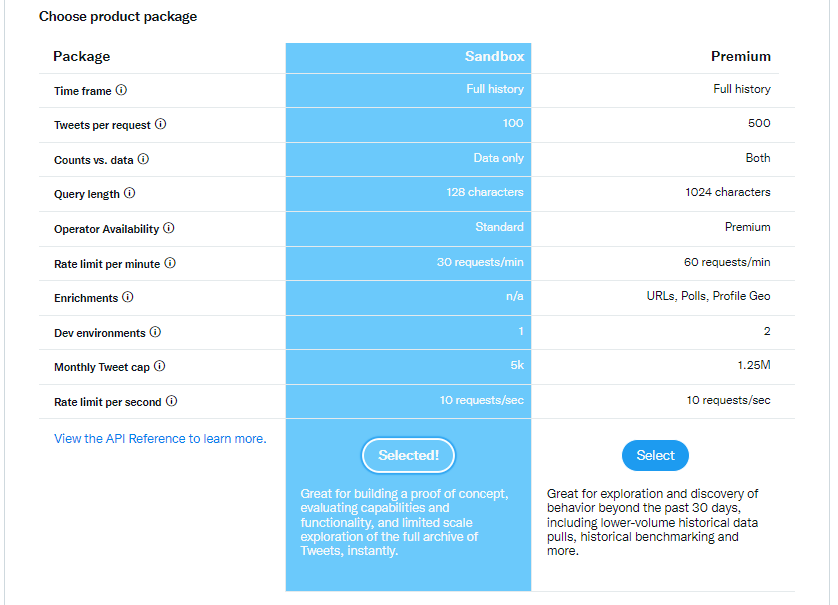 Choose product package
Package Sandbox Premium
Time frame Full history Full history
Tweets per request 100 500
Counts vs. data Data only Both
Query length 128 characters 1024 characters
Operator Availability Standard Premium
Rate limit per minute 30 requests/min 60 requests/min
Enrichments n/a URLs, Polls, Profile Geo
Dev environments 1 2
Monthly Tweet cap 5k 1.25M
Rate limit per second 10 requests/sec 10 requests/sec
View the API Reference to learn more.
Selected!
Great for building a proof of concept,
evaluating capabilities and
functionality, and limited scale
exploration of the full archive of
Tweets, instantly.
Select
Great for exploration and discovery of
behavior beyond the past 30 days,
including lower-volume historical data
pulls, historical benchmarking and
more.